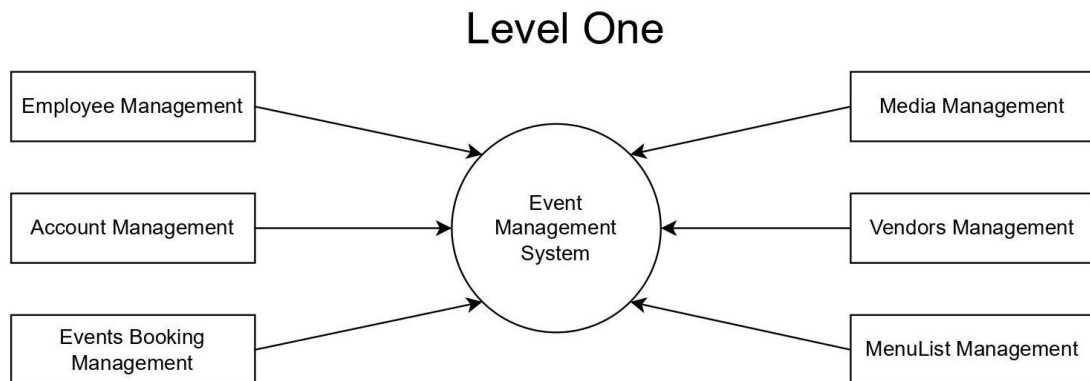 Level One
Employee Management
Media Management
Account Management
Event
Management
System
Vendors Management
Events Booking
Management
MenuList Management